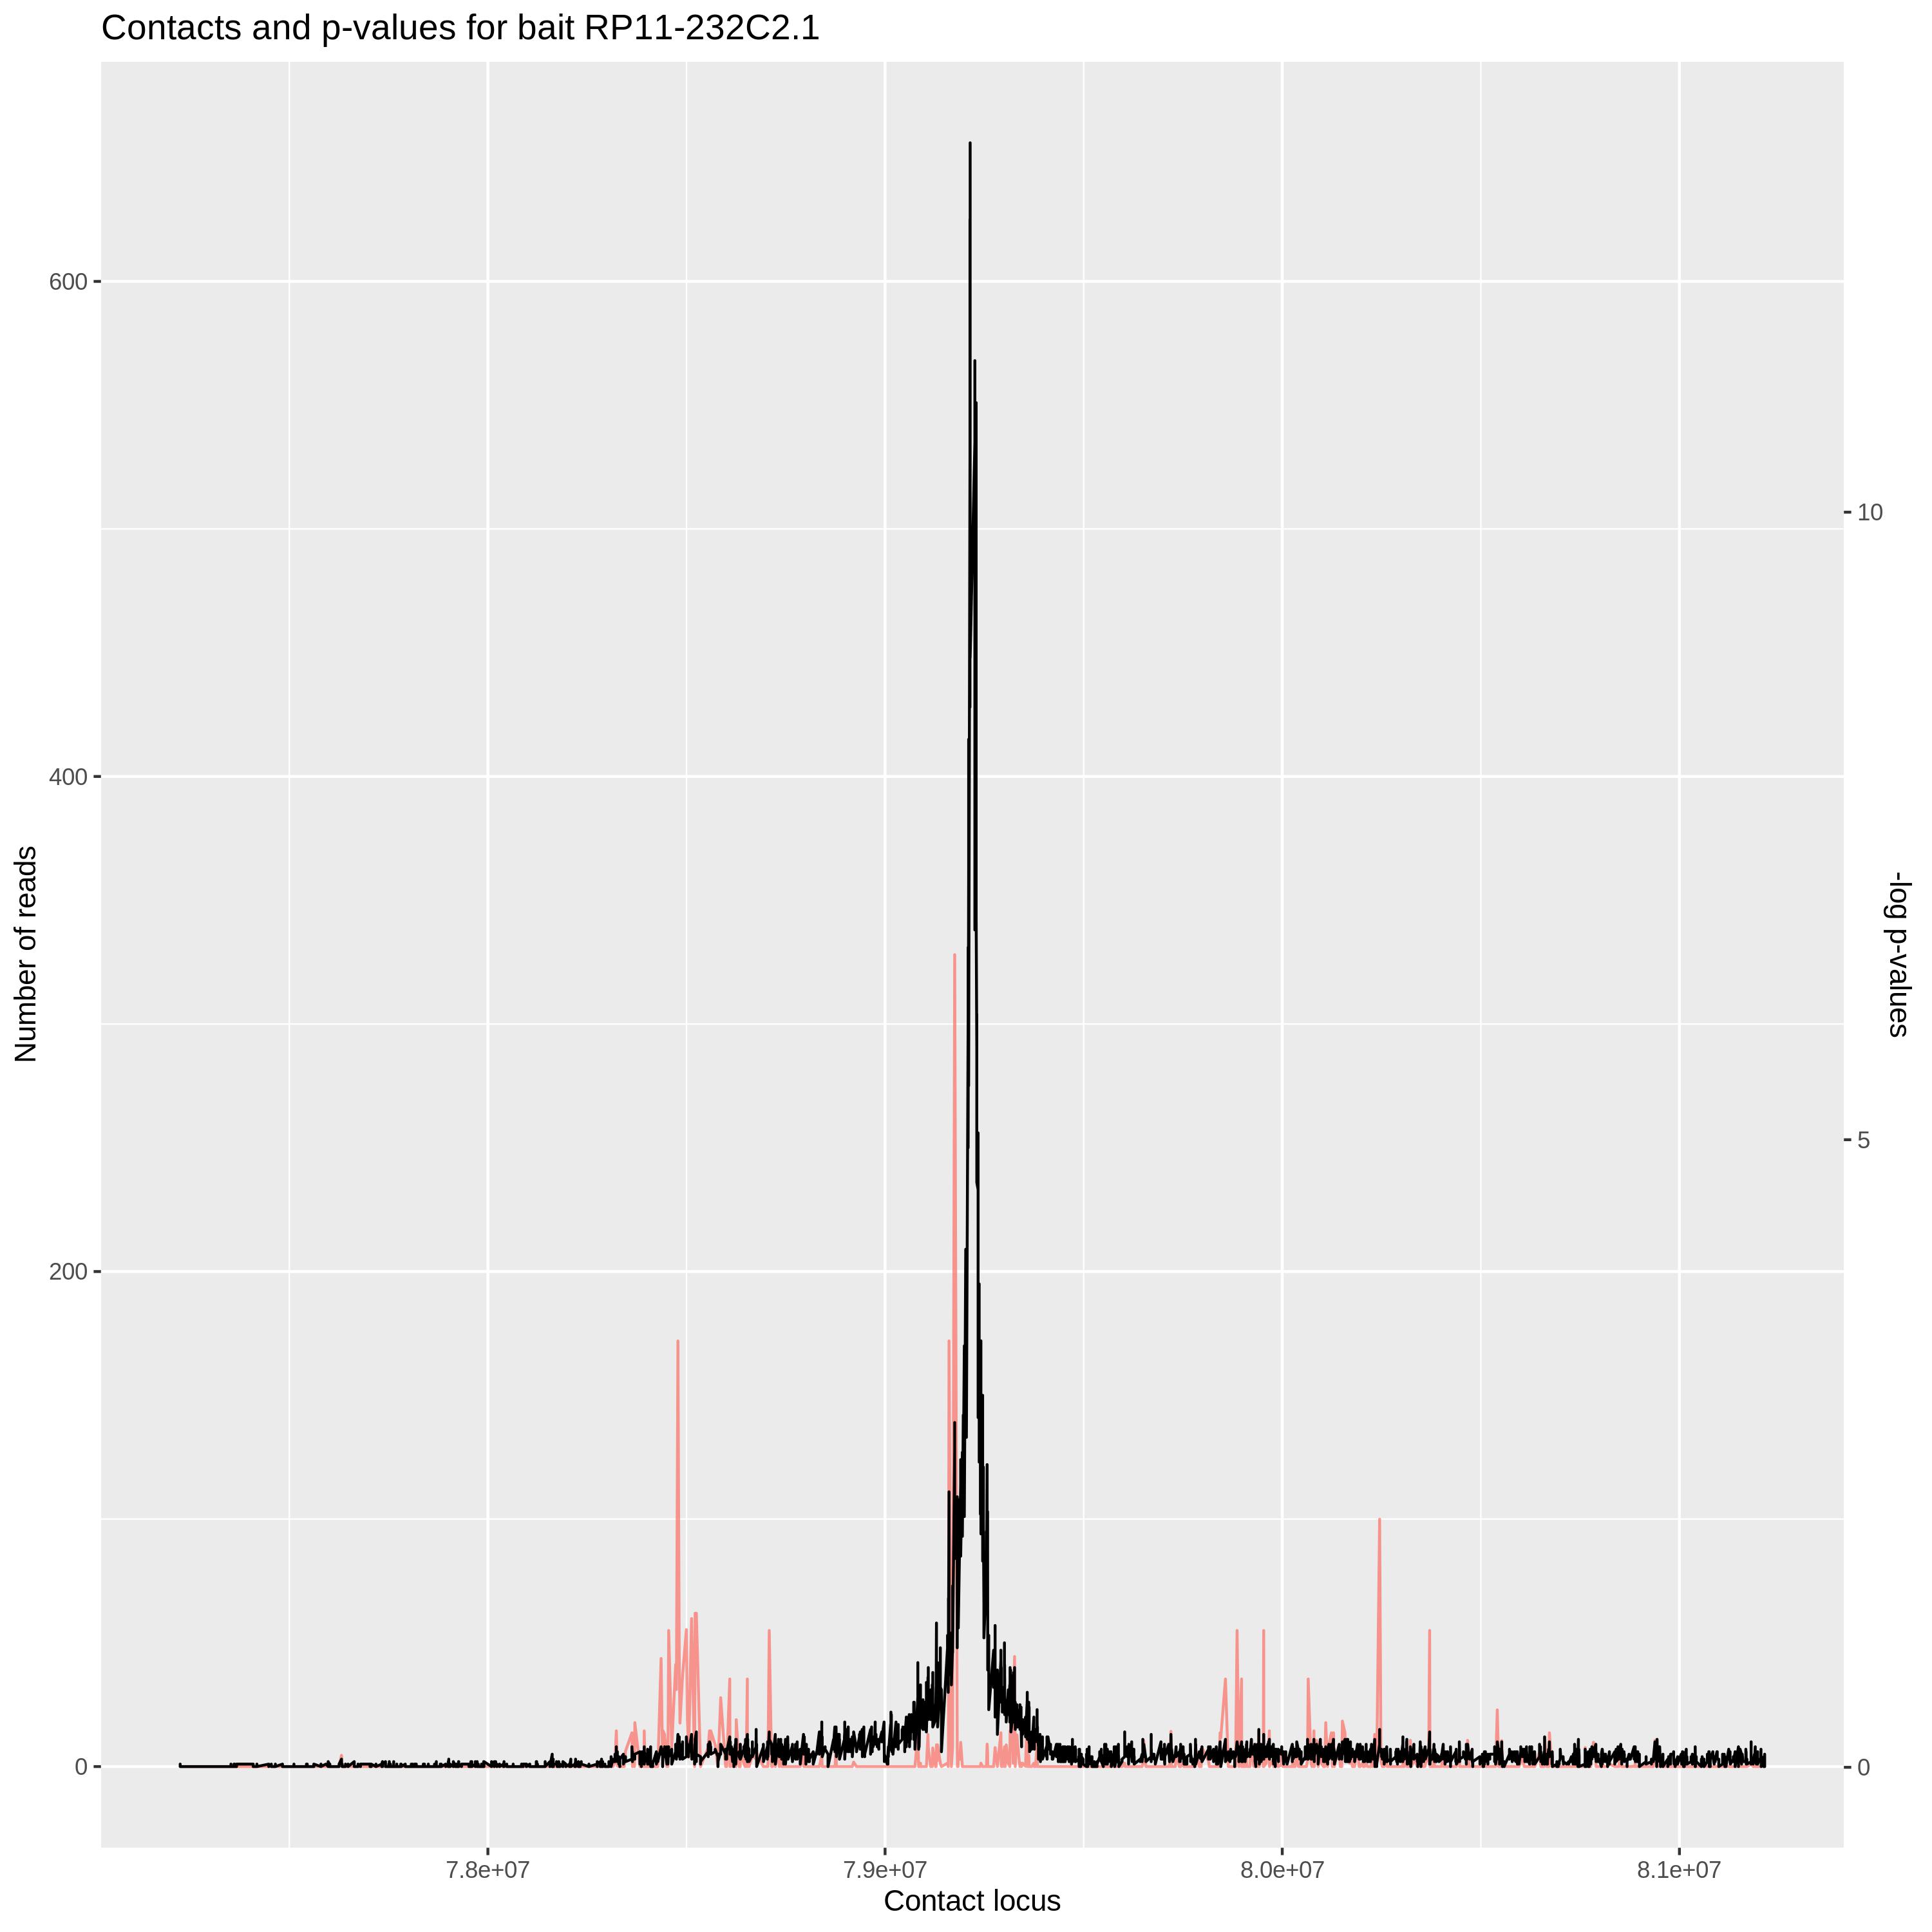 Contacts and p-values for bait RP11-232C2.1
600
400
200
0
Number of reads
10
5
0
-log p-values
7.8e+07
7.9e+07
8.0e+07
8.1e+07
Contact locus